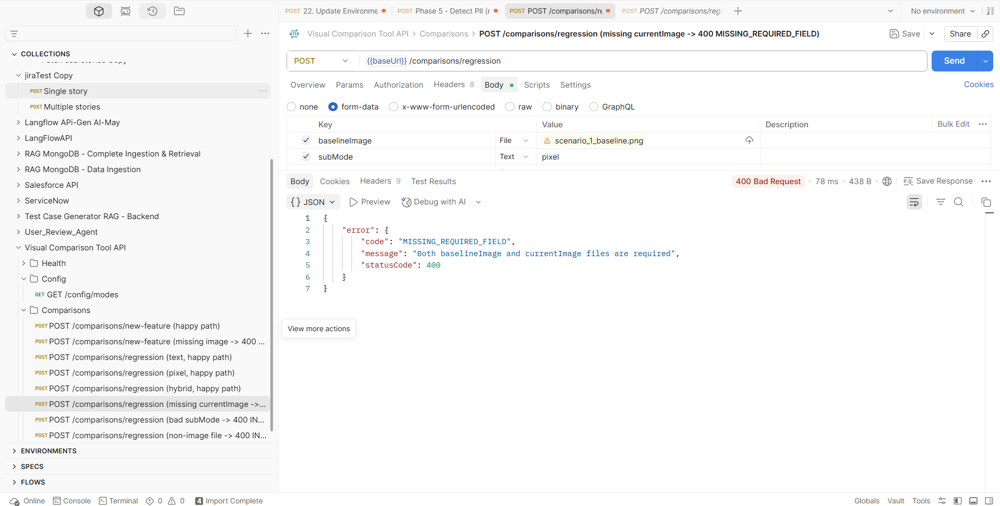 POST 22. Update Environme
POST Phase 5 - Detect PII (r
POST POST /comparisons/re
POST POST /comparisons/reg
No environment
Visual Comparison Tool API > Comparisons > POST /comparisons/regression (missing currentImage -> 400 MISSING_REQUIRED_FIELD)
Save
Share
POST
{{baseUrl}} /comparisons/regression
Send
Overview Params Authorization Headers 8 Body Scripts Settings
Cookies
none form-data x-www-form-urlencoded raw binary GraphQL
Key Value Description Bulk Edit
baselineImage File scenario_1_baseline.png
subMode Text pixel
Body Cookies Headers 9 Test Results
400 Bad Request 78 ms 438 B e.g. Save Response
{} JSON Preview Debug with AI
1 {
2 "error": {
3 "code": "MISSING_REQUIRED_FIELD",
4 "message": "Both baselineImage and currentImage files are required",
5 "statusCode": 400
6 }
7 }
View more actions
COLLECTIONS
jiraTest Copy
POST Single story
POST Multiple stories
Langflow APi-Gen AI-May
LangFlowAPI
RAG MongoDB - Complete Ingestion & Retrieval
RAG MongoDB - Data Ingestion
Salesforce API
ServiceNow
Test Case Generator RAG - Backend
User_Review_Agent
Visual Comparison Tool API
Health
Config
GET GET /config/modes
Comparisons
POST POST /comparisons/new-feature (happy path)
POST POST /comparisons/new-feature (missing image -> 400 ...
POST POST /comparisons/regression (text, happy path)
POST POST /comparisons/regression (pixel, happy path)
POST POST /comparisons/regression (hybrid, happy path)
POST POST /comparisons/regression (missing currentImage ->...
POST POST /comparisons/regression (bad subMode -> 400 IN...
POST POST /comparisons/regression (non-image file -> 400 IN...
ENVIRONMENTS
SPECS
FLOWS
Online Console Terminal 0 0 4 Import Complete
Globals Vault Tools